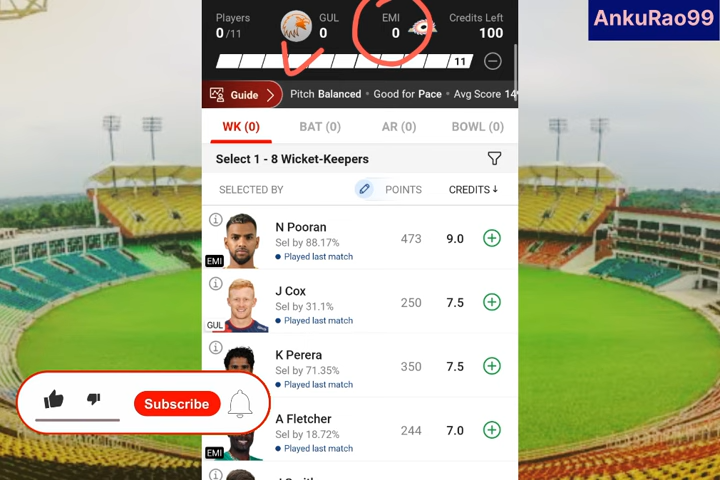 AnkuRao99
Players
0/11
GUL
0
EMI
0
Credits Left
100
11
Guide
Pitch Balanced • Good for Pace • Avg Score 149
WK (0)
BAT (0)
AR (0)
BOWL (0)
Select 1 - 8 Wicket-Keepers
SELECTED BY
POINTS
CREDITS↓
N Pooran
Sel by 88.17%
473
9.0
Played last match
EMI
J Cox
Sel by 31.1%
250
7.5
Played last match
GUL
K Perera
Sel by 71.35%
350
7.5
Played last match
Subscribe
A Fletcher
Sel by 18.72%
244
7.0
Played last match
EMI